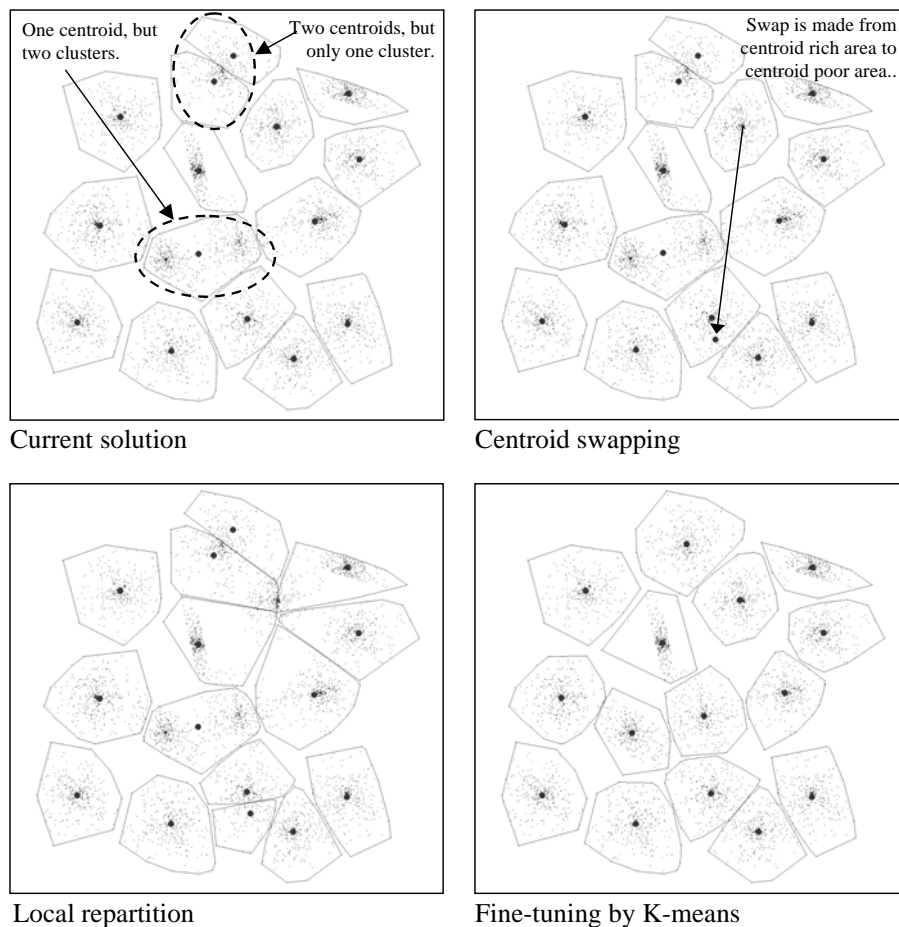 One centroid, but
two clusters.
Two centroids, but
only one cluster.
Swap is made from
centroid rich area to
centroid poor area..
Current solution
Centroid swapping
Local repartition
Fine-tuning by K-means